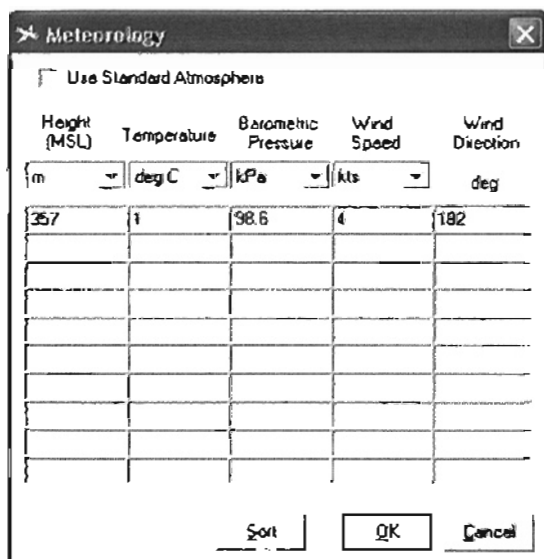 Meteorology
Use Standard Atmosphere
Height (MSL) Temperature Barometric Pressure Wind Speed Wind Direction
m deg C kPa kts deg
357 1 98.6 4 182
Sort OK Cancel